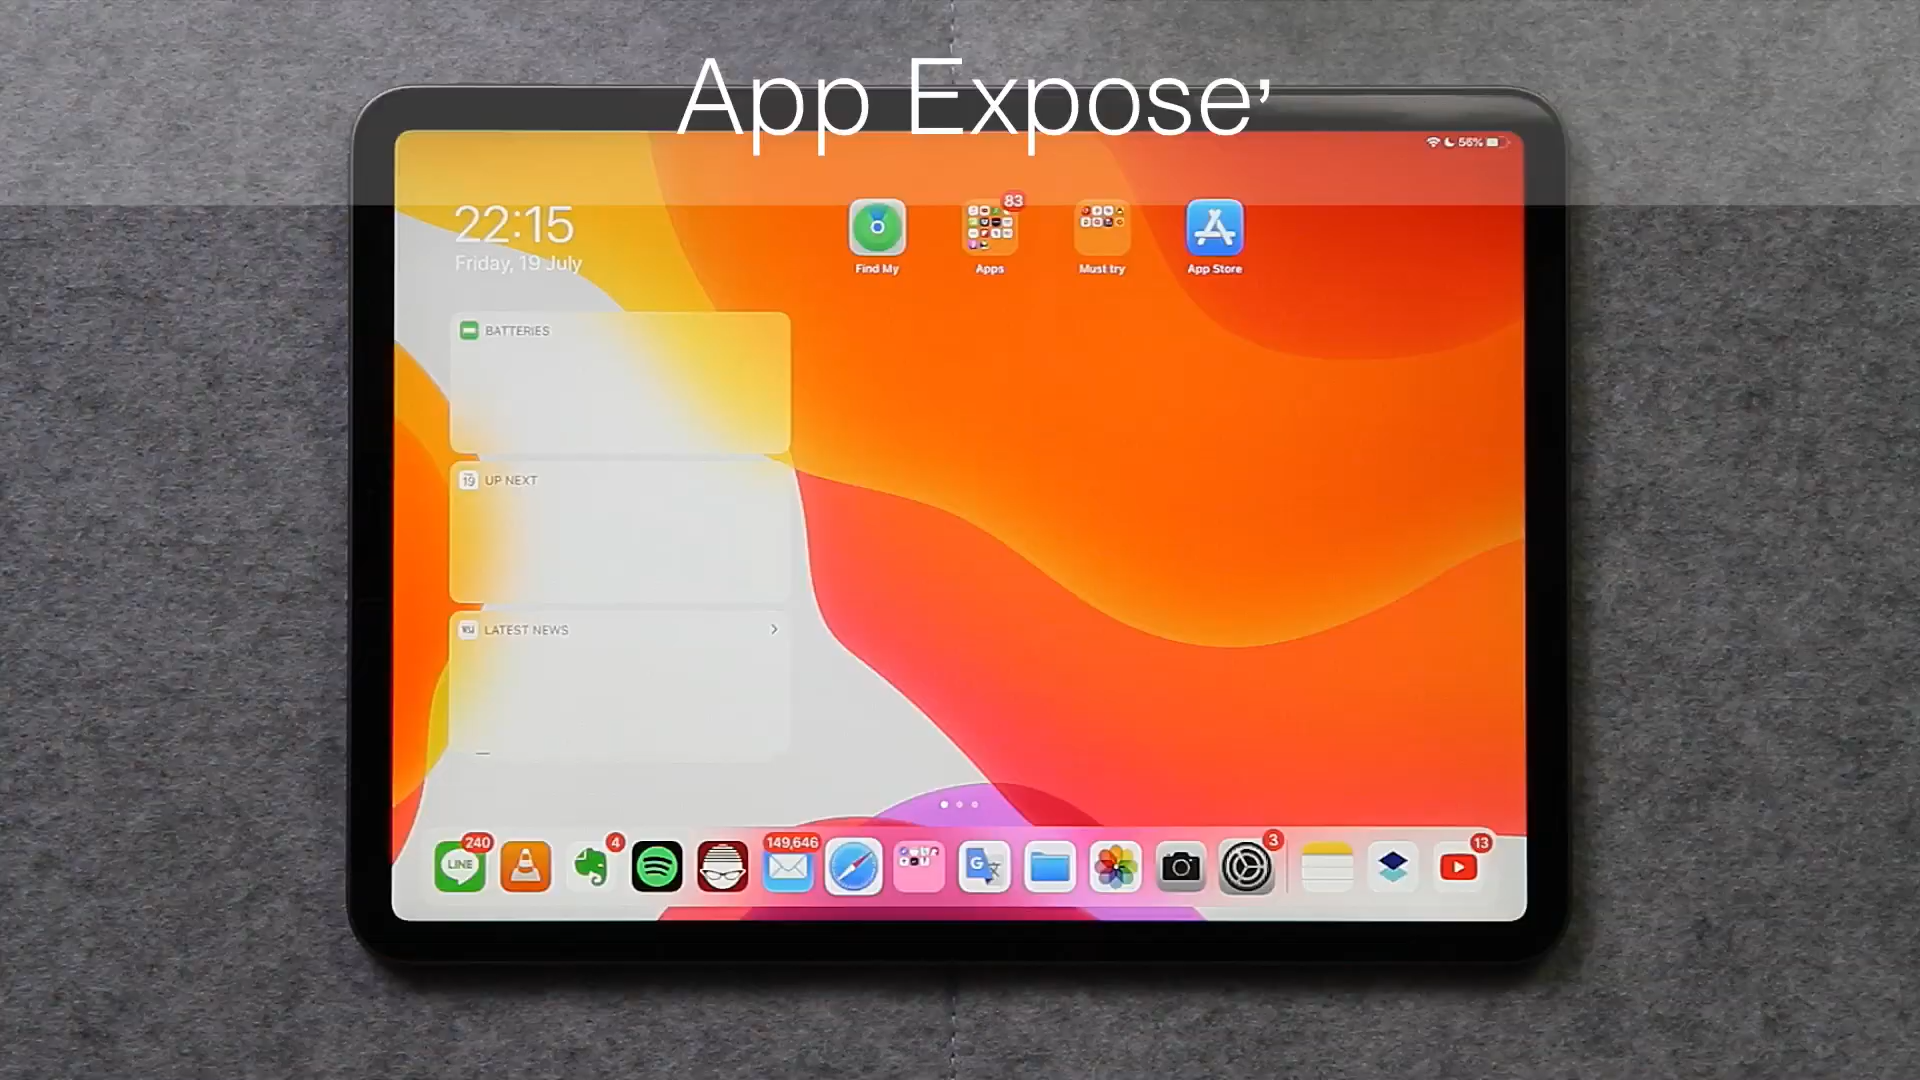 App Expose’
56%
22:15
Friday, 19 July
83
Find My
Apps
Must try
App Store
BATTERIES
19
UP NEXT
WSJ
LATEST NEWS
240
4
149,646
3
13
LINE
G